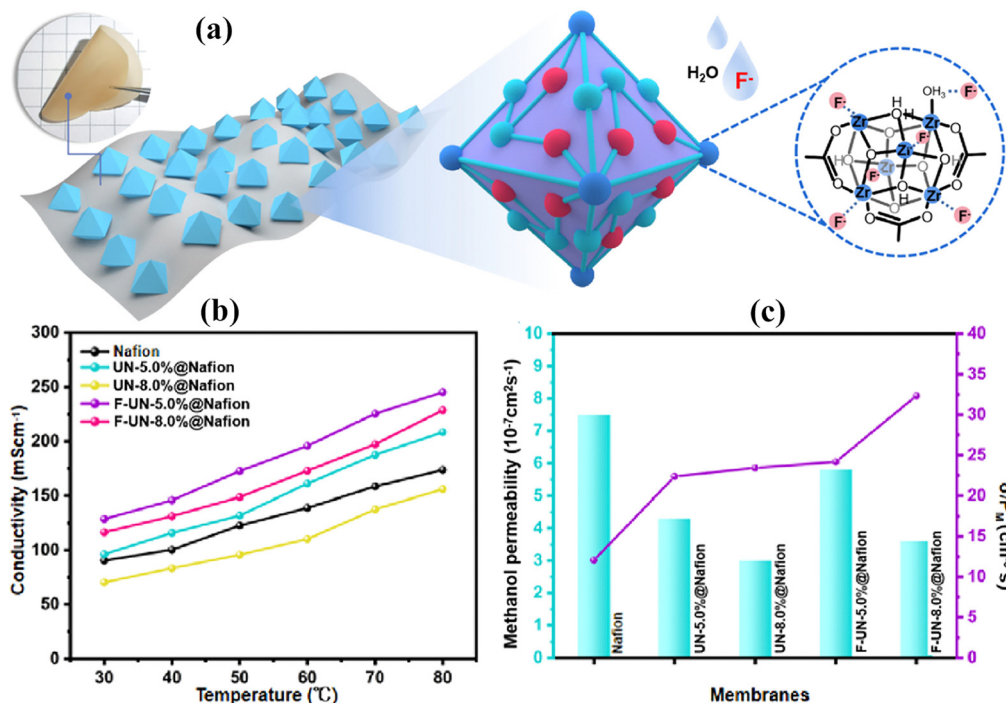 (a)
H₂O
F-
OH₃
F-
F-
H
H
Zr
Zr
O
O
O
F-
Zr
H
H
O
Zr
O
F-
O
O
Zr
Zr
H
O
O
F-
F-
O
O
(b)
(c)
300
250
200
150
100
50
0
Conductivity (mScm⁻¹)
Nafion
UN-5.0%@Nafion
UN-8.0%@Nafion
F-UN-5.0%@Nafion
F-UN-8.0%@Nafion
30 40 50 60 70 80
Temperature (℃)
10
9
8
7
6
5
4
3
2
1
0
Methanol permeability (10⁻⁷cm²s⁻¹)
Nafion
UN-5.0%@Nafion
UN-8.0%@Nafion
F-UN-5.0%@Nafion
F-UN-8.0%@Nafion
40
35
30
25
20
15
10
5
0
Membranes